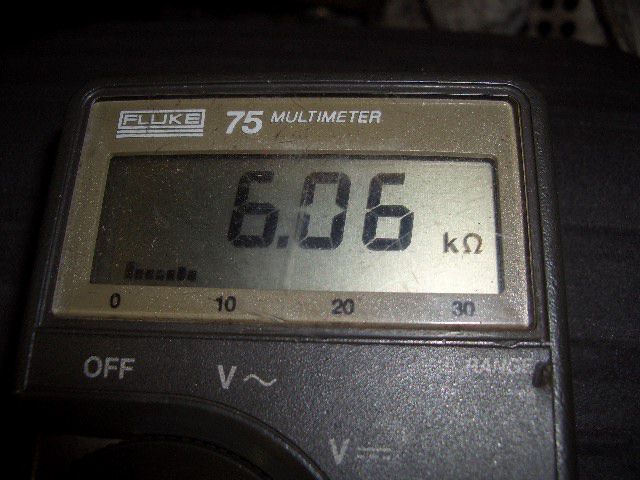 FLUKE 75 MULTIMETER
6.06 kΩ
0 10 20 30
OFF V～ RANGE
V⎓